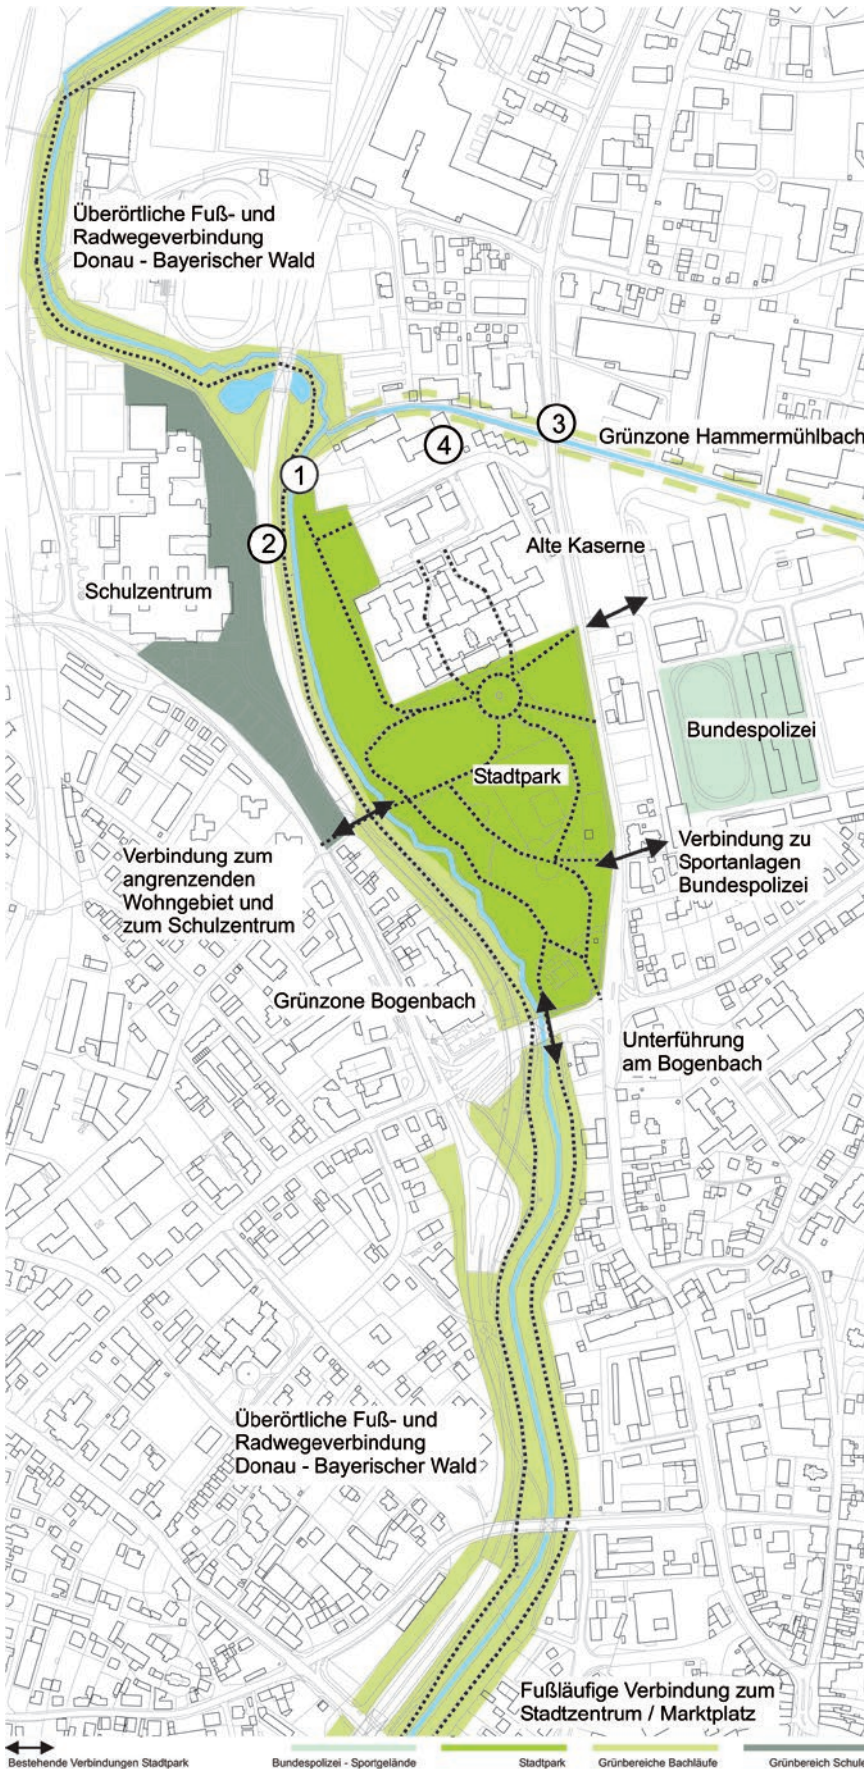 Überörtliche Fuß- und
Radwegeverbindung
Donau - Bayerischer Wald
3
Grünzone Hammermühlbach
4
1
2
Alte Kaserne
Schulzentrum
Bundespolizei
Stadtpark
Verbindung zu
Sportanlagen
Bundespolizei
Verbindung zum
angrenzenden
Wohngebiet und
zum Schulzentrum
Grünzone Bogenbach
Unterführung
am Bogenbach
Überörtliche Fuß- und
Radwegeverbindung
Donau - Bayerischer Wald
Fußläufige Verbindung zum
Stadtzentrum / Marktplatz
Bestehende Verbindungen Stadtpark
Bundespolizei - Sportgelände
Stadtpark
Grünbereiche Bachläufe
Grünbereich Schule